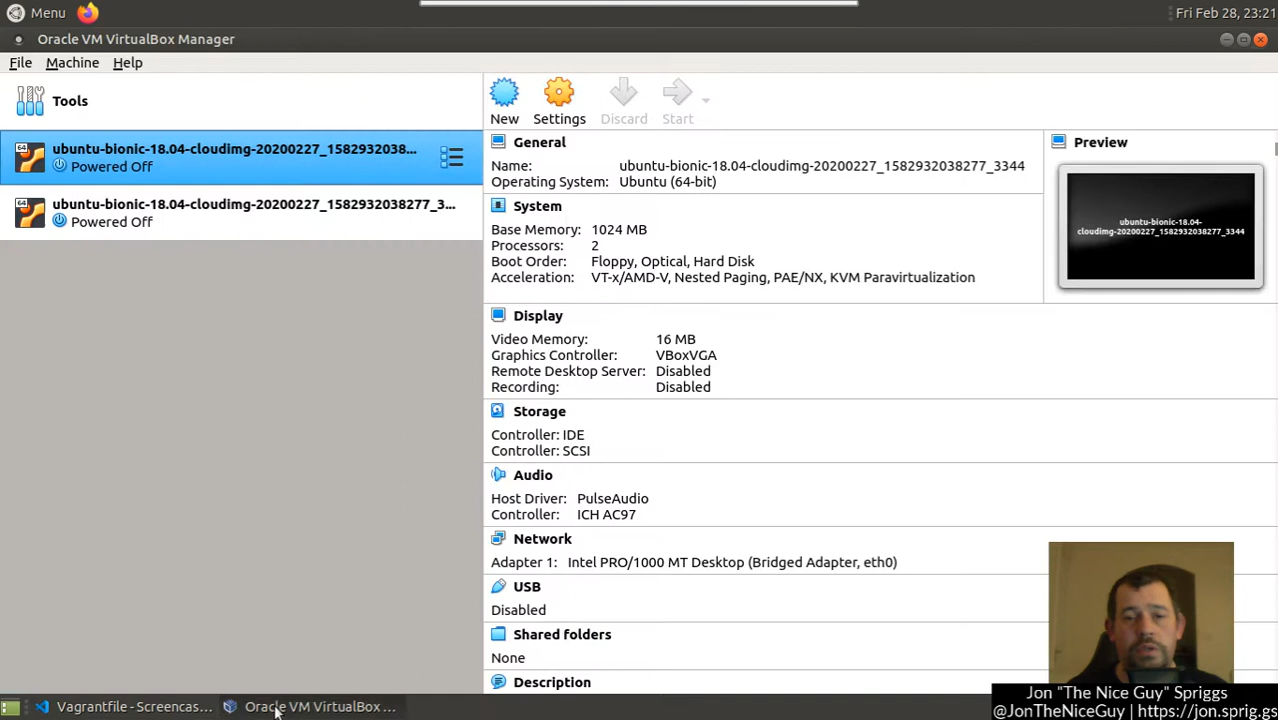 Menu
Fri Feb 28, 23:21
Oracle VM VirtualBox Manager
File Machine Help
Tools
New Settings Discard Start
64
ubuntu-bionic-18.04-cloudimg-20200227_1582932038...
Powered Off
64
ubuntu-bionic-18.04-cloudimg-20200227_1582932038277_3...
Powered Off
General
Name: ubuntu-bionic-18.04-cloudimg-20200227_1582932038277_3344
Operating System: Ubuntu (64-bit)
Preview
ubuntu-bionic-18.04-
cloudimg-20200227_1582932038277_3344
System
Base Memory: 1024 MB
Processors: 2
Boot Order: Floppy, Optical, Hard Disk
Acceleration: VT-x/AMD-V, Nested Paging, PAE/NX, KVM Paravirtualization
Display
Video Memory: 16 MB
Graphics Controller: VBoxVGA
Remote Desktop Server: Disabled
Recording: Disabled
Storage
Controller: IDE
Controller: SCSI
Audio
Host Driver: PulseAudio
Controller: ICH AC97
Network
Adapter 1: Intel PRO/1000 MT Desktop (Bridged Adapter, eth0)
USB
Disabled
Shared folders
None
Description
Vagrantfile - Screencas...
Oracle VM VirtualBox ...
Jon "The Nice Guy" Spriggs
@JonTheNiceGuy | https://jon.sprig.gs